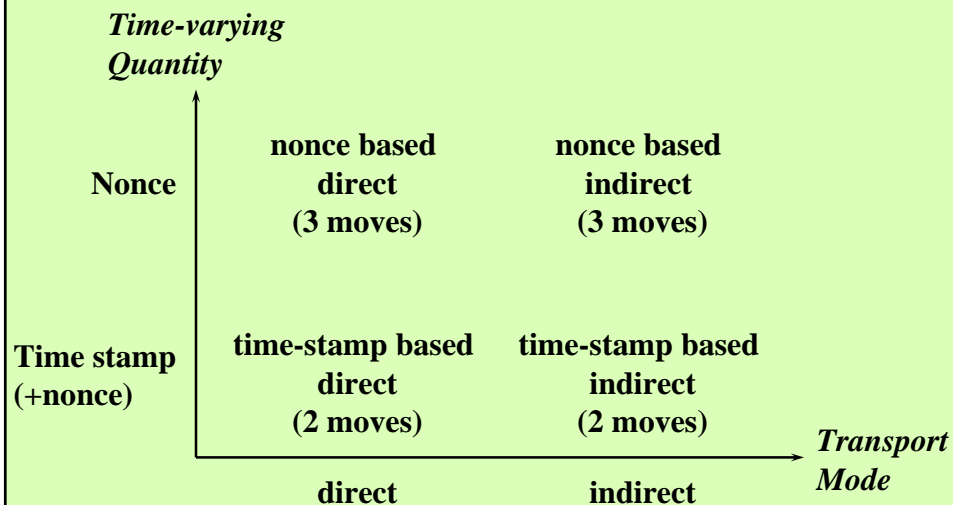 Time-varying
Quantity
nonce based
direct
(3 moves)
nonce based
indirect
(3 moves)
Nonce
time-stamp based
direct
(2 moves)
time-stamp based
indirect
(2 moves)
Time stamp
(+nonce)
Transport
Mode
direct
indirect